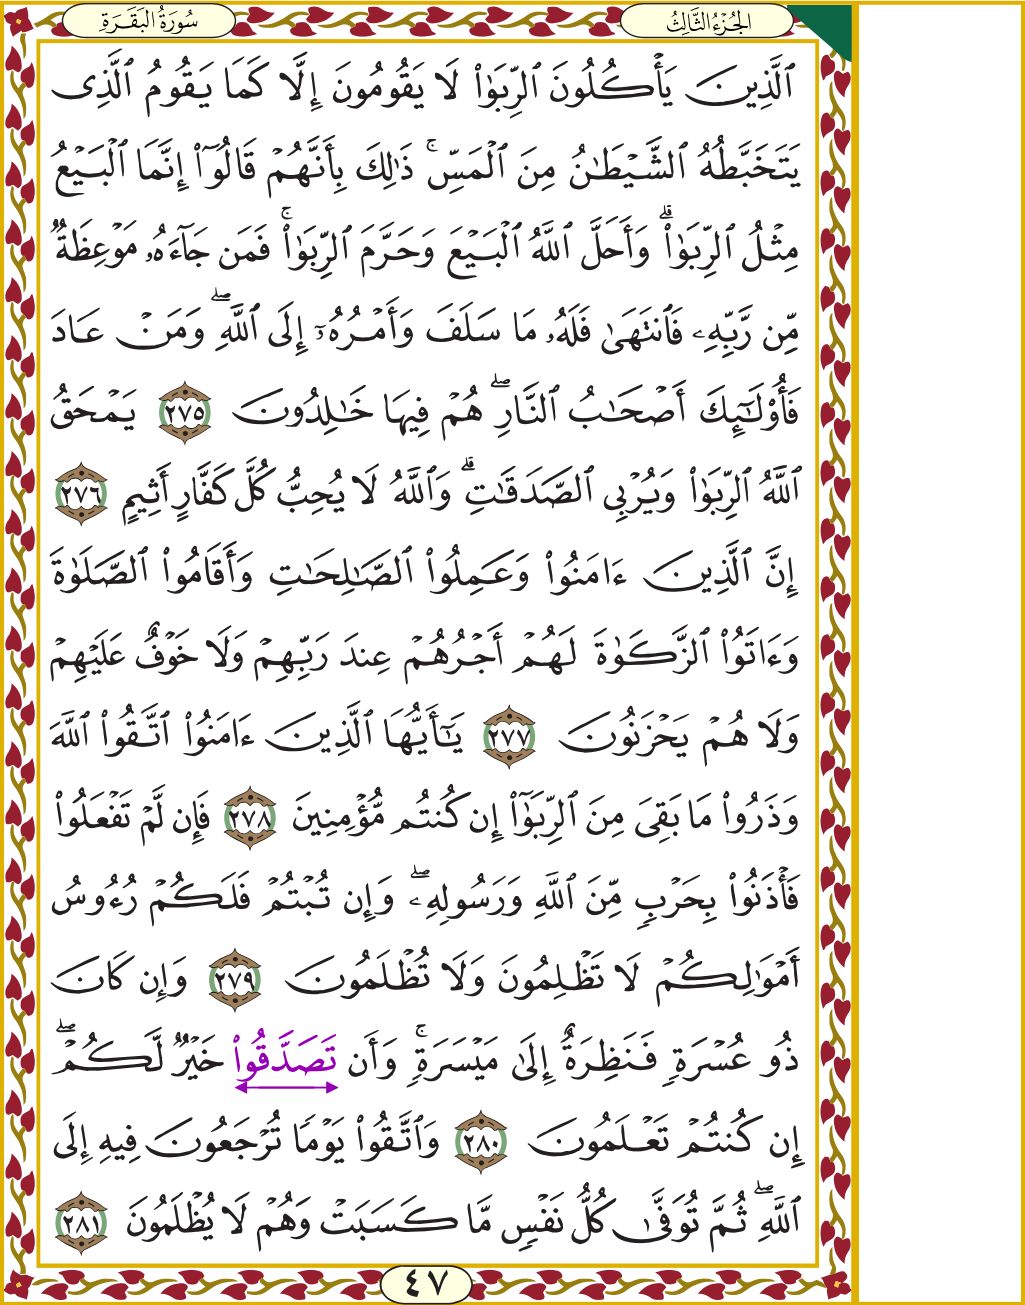 الجُزْءُ الثَّالِثُ
سُورَةُ البَقَرَةِ
ٱلَّذِينَ يَأْكُلُونَ ٱلرِّبَوٰا۟ لَا يَقُومُونَ إِلَّا كَمَا يَقُومُ ٱلَّذِى
يَتَخَبَّطُهُ ٱلشَّيْطَـٰنُ مِنَ ٱلْمَسِّ ۚ ذَٰلِكَ بِأَنَّهُمْ قَالُوٓا۟ إِنَّمَا ٱلْبَيْعُ
مِثْلُ ٱلرِّبَوٰا۟ ۗ وَأَحَلَّ ٱللَّهُ ٱلْبَيْعَ وَحَرَّمَ ٱلرِّبَوٰا۟ ۚ فَمَن جَآءَهُۥ مَوْعِظَةٌ
مِّن رَّبِّهِۦ فَٱنتَهَىٰ فَلَهُۥ مَا سَلَفَ وَأَمْرُهُۥٓ إِلَى ٱللَّهِ ۖ وَمَنْ عَادَ
فَأُو۟لَـٰٓئِكَ أَصْحَـٰبُ ٱلنَّارِ ۖ هُمْ فِيهَا خَـٰلِدُونَ ٢٧٥ يَمْحَقُ
ٱللَّهُ ٱلرِّبَوٰا۟ وَيُرْبِى ٱلصَّدَقَـٰتِ ۗ وَٱللَّهُ لَا يُحِبُّ كُلَّ كَفَّارٍ أَثِيمٍ ٢٧٦
إِنَّ ٱلَّذِينَ ءَامَنُوا۟ وَعَمِلُوا۟ ٱلصَّـٰلِحَـٰتِ وَأَقَامُوا۟ ٱلصَّلَوٰةَ
وَءَاتَوُا۟ ٱلزَّكَوٰةَ لَهُمْ أَجْرُهُمْ عِندَ رَبِّهِمْ وَلَا خَوْفٌ عَلَيْهِمْ
وَلَا هُمْ يَحْزَنُونَ ٢٧٧ يَـٰٓأَيُّهَا ٱلَّذِينَ ءَامَنُوا۟ ٱتَّقُوا۟ ٱللَّهَ
وَذَرُوا۟ مَا بَقِىَ مِنَ ٱلرِّبَوٰٓا۟ إِن كُنتُم مُّؤْمِنِينَ ٢٧٨ فَإِن لَّمْ تَفْعَلُوا۟
فَأْذَنُوا۟ بِحَرْبٍ مِّنَ ٱللَّهِ وَرَسُولِهِۦ ۖ وَإِن تُبْتُمْ فَلَكُمْ رُءُوسُ
أَمْوَٰلِكُمْ لَا تَظْلِمُونَ وَلَا تُظْلَمُونَ ٢٧٩ وَإِن كَانَ
ذُو عُسْرَةٍ فَنَظِرَةٌ إِلَىٰ مَيْسَرَةٍ ۚ وَأَن تَصَدَّقُوا۟ خَيْرٌ لَّكُمْ ۖ
إِن كُنتُمْ تَعْلَمُونَ ٢٨٠ وَٱتَّقُوا۟ يَوْمًا تُرْجَعُونَ فِيهِ إِلَى
ٱللَّهِ ۖ ثُمَّ تُوَفَّىٰ كُلُّ نَفْسٍ مَّا كَسَبَتْ وَهُمْ لَا يُظْلَمُونَ ٢٨١
٤٧